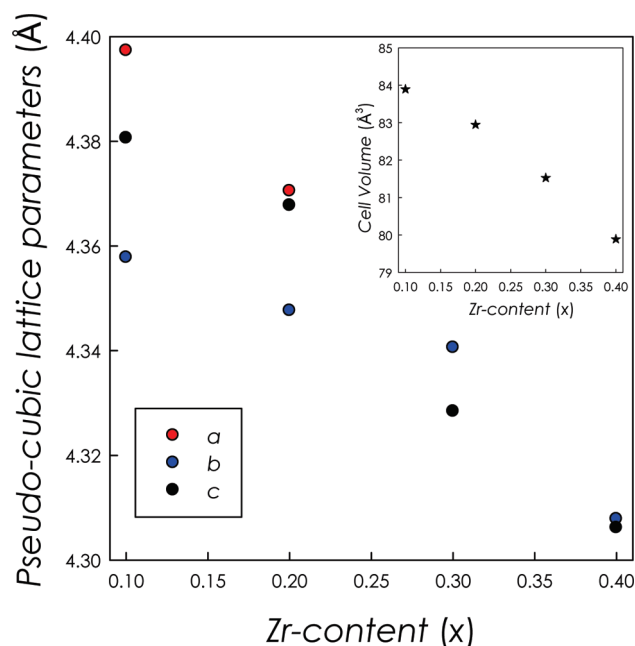 Pseudo-cubic lattice parameters (Å)
4.40
4.38
4.36
4.34
4.32
4.30
0.10 0.15 0.20 0.25 0.30 0.35 0.40
Zr-content (x)
a
b
c
Cell Volume (Å³)
85
84
83
82
81
80
79
0.10 0.15 0.20 0.25 0.30 0.35 0.40
Zr-content (x)